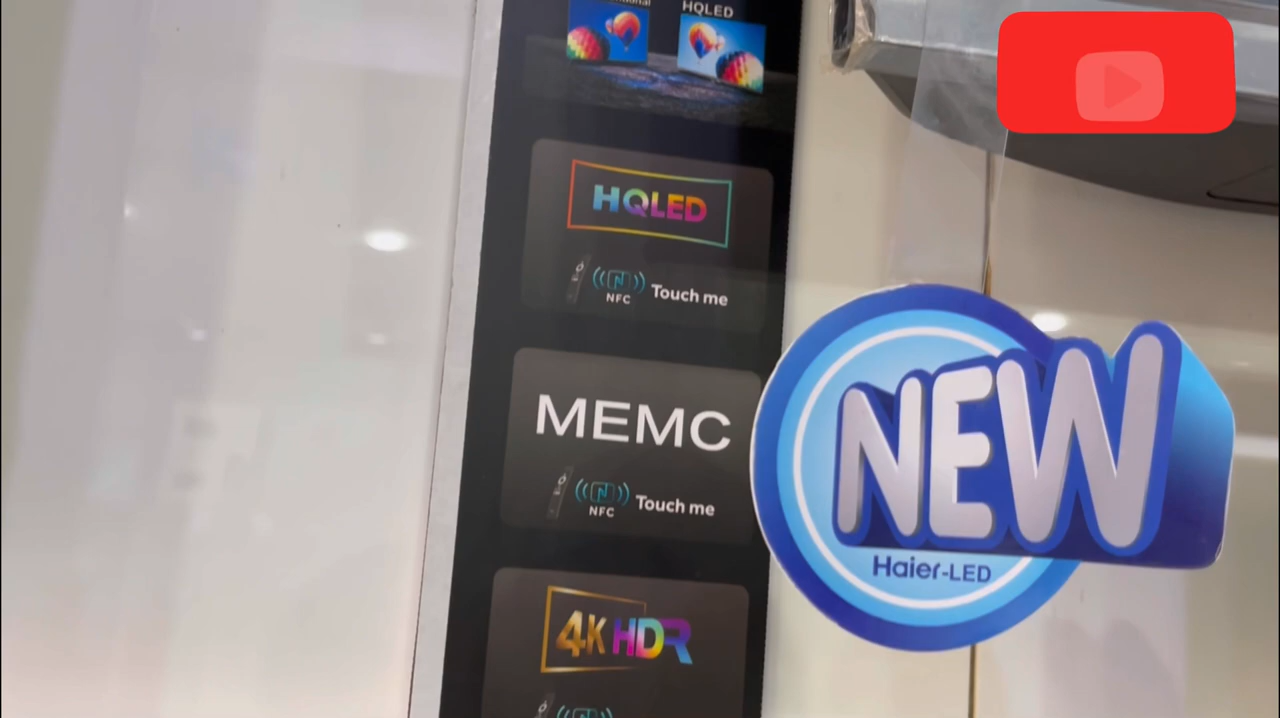 HQLED
HQLED
NFC Touch me
MEMC
NFC Touch me
4K HDR
NEW
Haier-LED